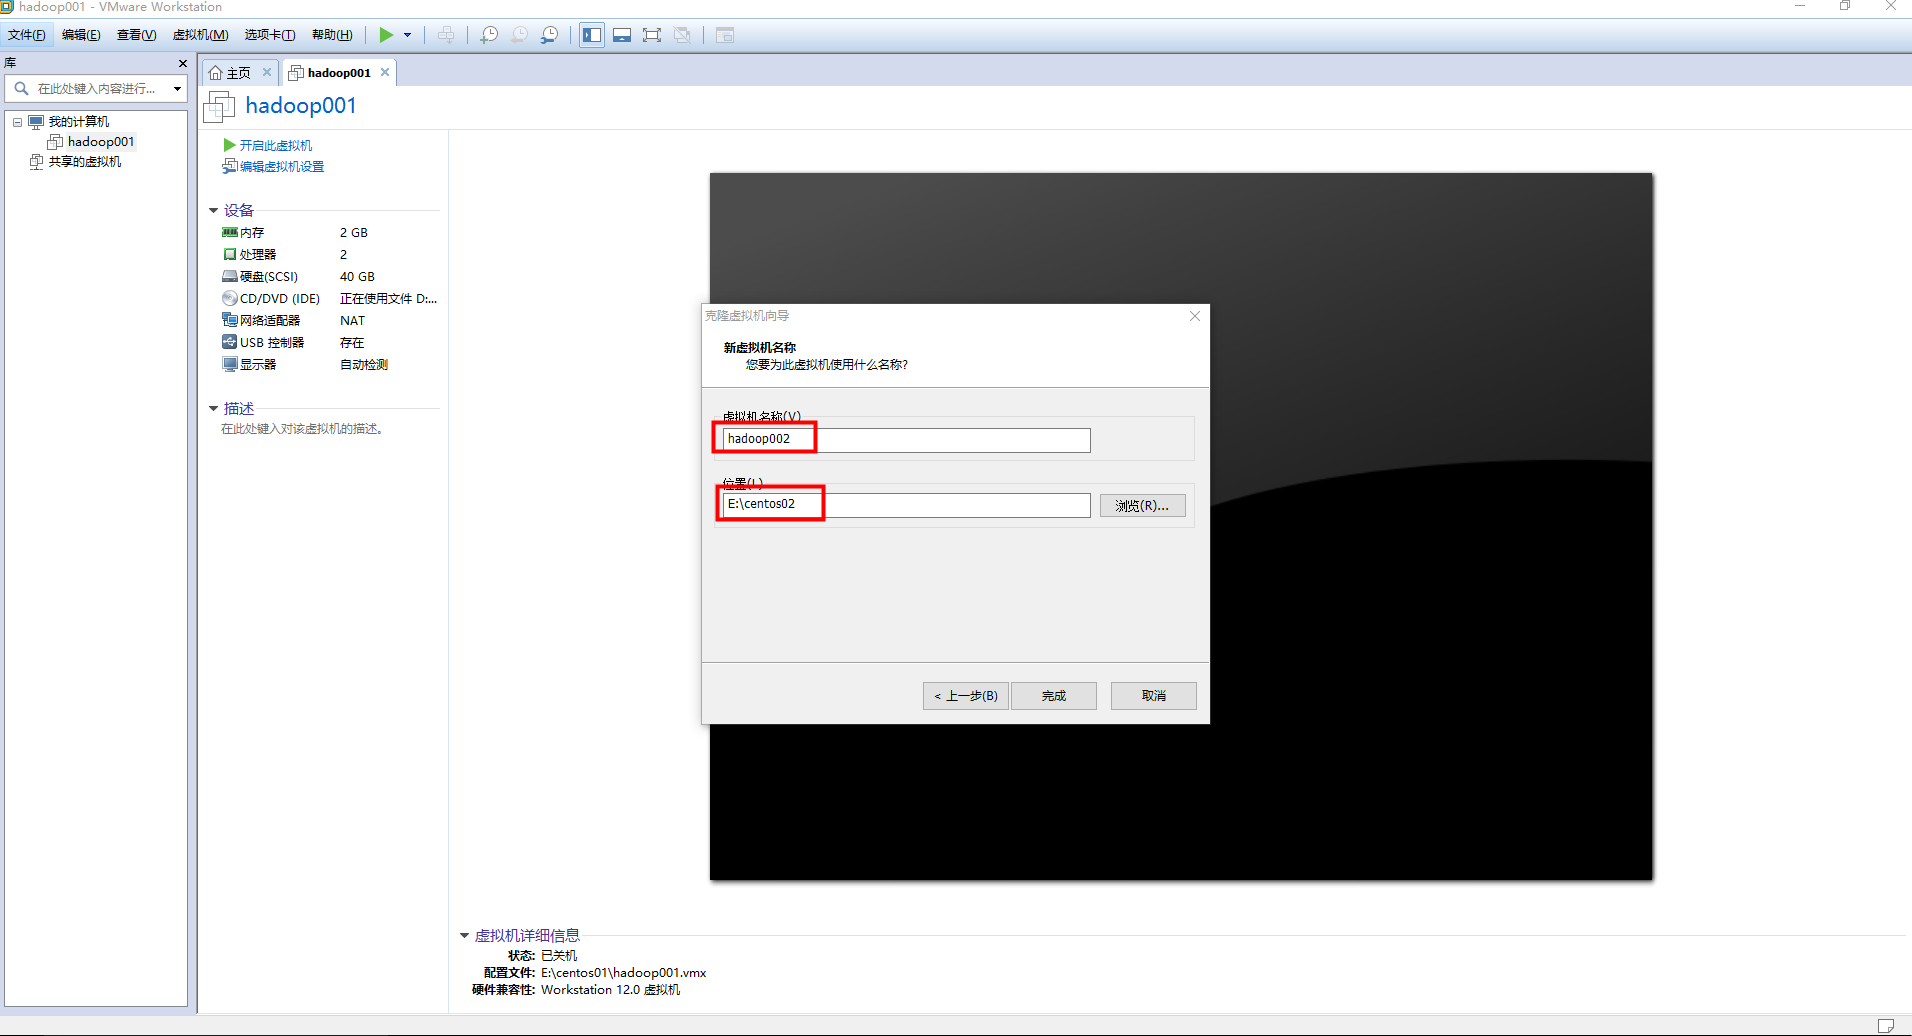 hadoop001 - VMware Workstation
文件(F) 编辑(E) 查看(V) 虚拟机(M) 选项卡(T) 帮助(H)
库
在此处键入内容进行...
我的计算机
hadoop001
共享的虚拟机
主页 hadoop001
hadoop001
开启此虚拟机
编辑虚拟机设置
设备
内存 2 GB
处理器 2
硬盘(SCSI) 40 GB
CD/DVD (IDE) 正在使用文件 D:...
网络适配器 NAT
USB 控制器 存在
显示器 自动检测
描述
在此处键入对该虚拟机的描述。
克隆虚拟机向导
新虚拟机名称
您要为此虚拟机使用什么名称?
虚拟机名称(V)
hadoop002
位置(L)
E:\centos02
浏览(R)...
< 上一步(B) 完成 取消
虚拟机详细信息
状态: 已关机
配置文件: E:\centos01\hadoop001.vmx
硬件兼容性: Workstation 12.0 虚拟机